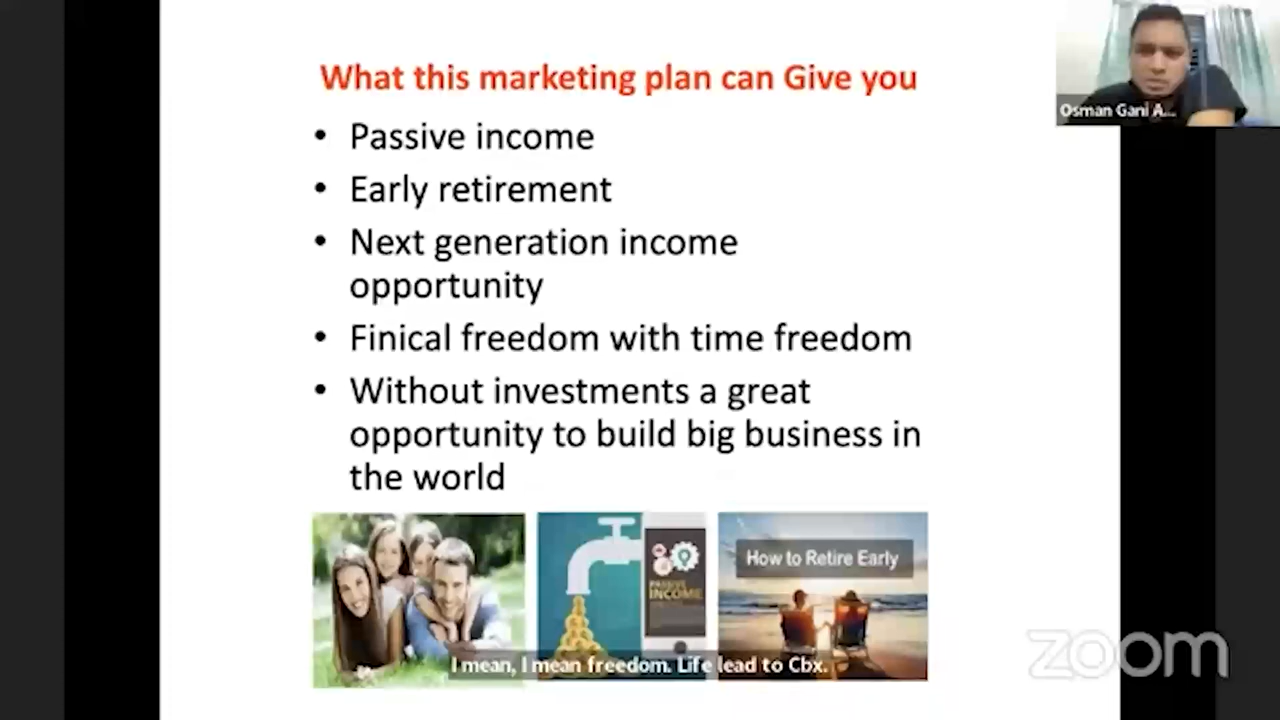 What this marketing plan can Give you
• Passive income
• Early retirement
• Next generation income
opportunity
• Finical freedom with time freedom
• Without investments a great
opportunity to build big business in
the world
Osman Gani A...
PASSIVE
INCOME
How to Retire Early
I mean, I mean freedom. Life lead to Cbx.
zoom